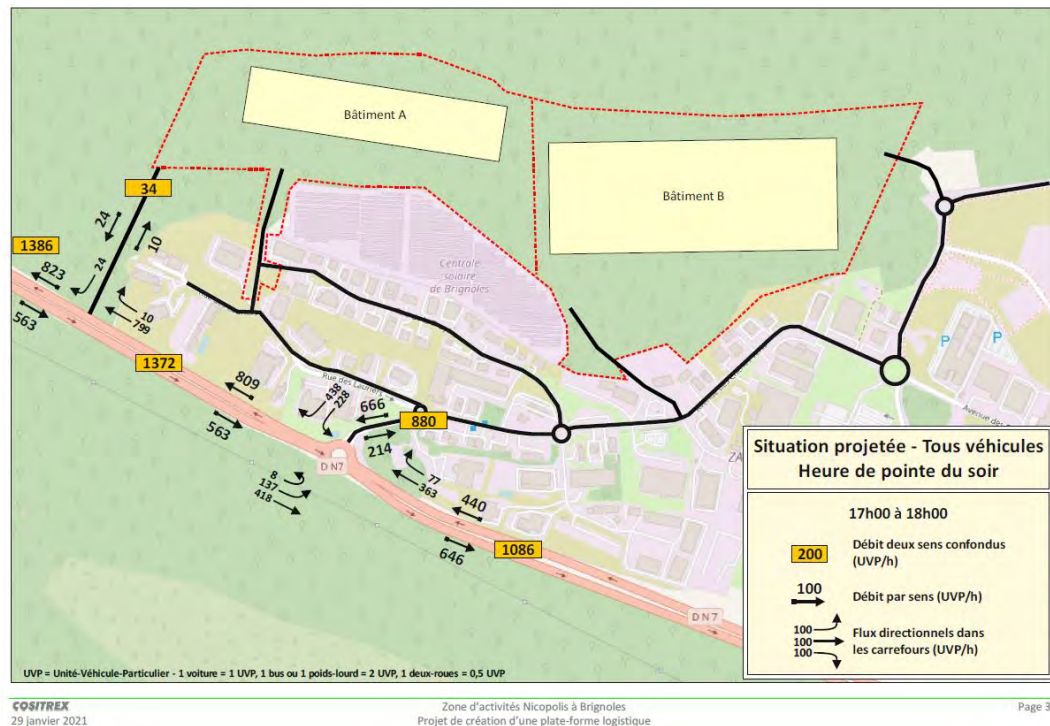 Bâtiment A
Bâtiment B
34
24
10
1386
823
24
563
10
799
Centrale
solaire
de Brignoles
1372
809
563
Rue des Lauriers
438
228
666
880
214
D N7
8
137
418
77
363
440
646
1086
D N7
P
P
Avenue des
ZA
Situation projetée - Tous véhicules
Heure de pointe du soir
17h00 à 18h00
200
Débit deux sens confondus
(UVP/h)
100
Débit par sens (UVP/h)
100
100
100
Flux directionnels dans
les carrefours (UVP/h)
UVP = Unité-Véhicule-Particulier - 1 voiture = 1 UVP, 1 bus ou 1 poids-lourd = 2 UVP, 1 deux-roues = 0,5 UVP
COSITREX
29 janvier 2021
Zone d'activités Nicopolis à Brignoles
Projet de création d'une plate-forme logistique
Page 3